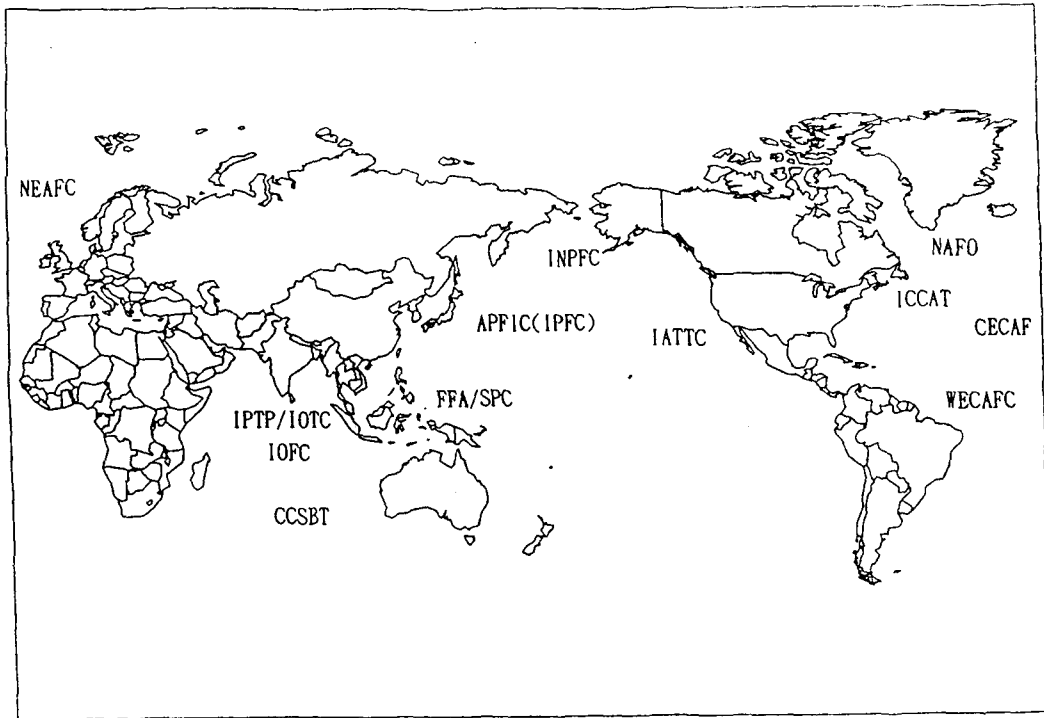 NEAFC
NAFO
INPFC
ICCAT
APFIC(IPFC)
CECAF
IATTC
FFA/SPC
WECAFC
IPTP/IOTC
IOFC
CCSBT